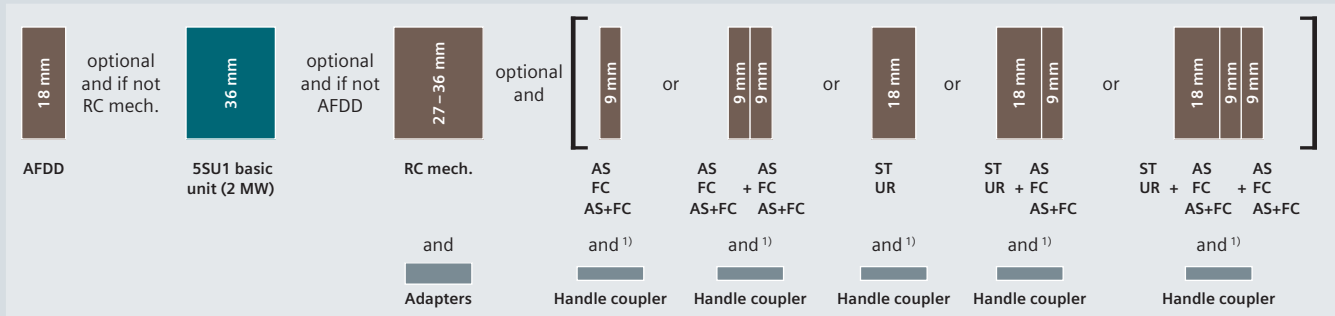 18 mm
optional
and if not
RC mech.
36 mm
optional
and if not
AFDD
27–36 mm
optional
and
9 mm
or
9 mm
9 mm
or
18 mm
or
18 mm
9 mm
or
18 mm
9 mm
9 mm
AFDD
5SU1 basic
unit (2 MW)
RC mech.
AS
FC
AS+FC
AS AS
FC + FC
AS+FC AS+FC
ST
UR
ST AS
UR + FC
AS+FC
ST AS AS
UR + FC + FC
AS+FC AS+FC
and
and 1)
and 1)
and 1)
and 1)
and 1)
Adapters
Handle coupler
Handle coupler
Handle coupler
Handle coupler
Handle coupler